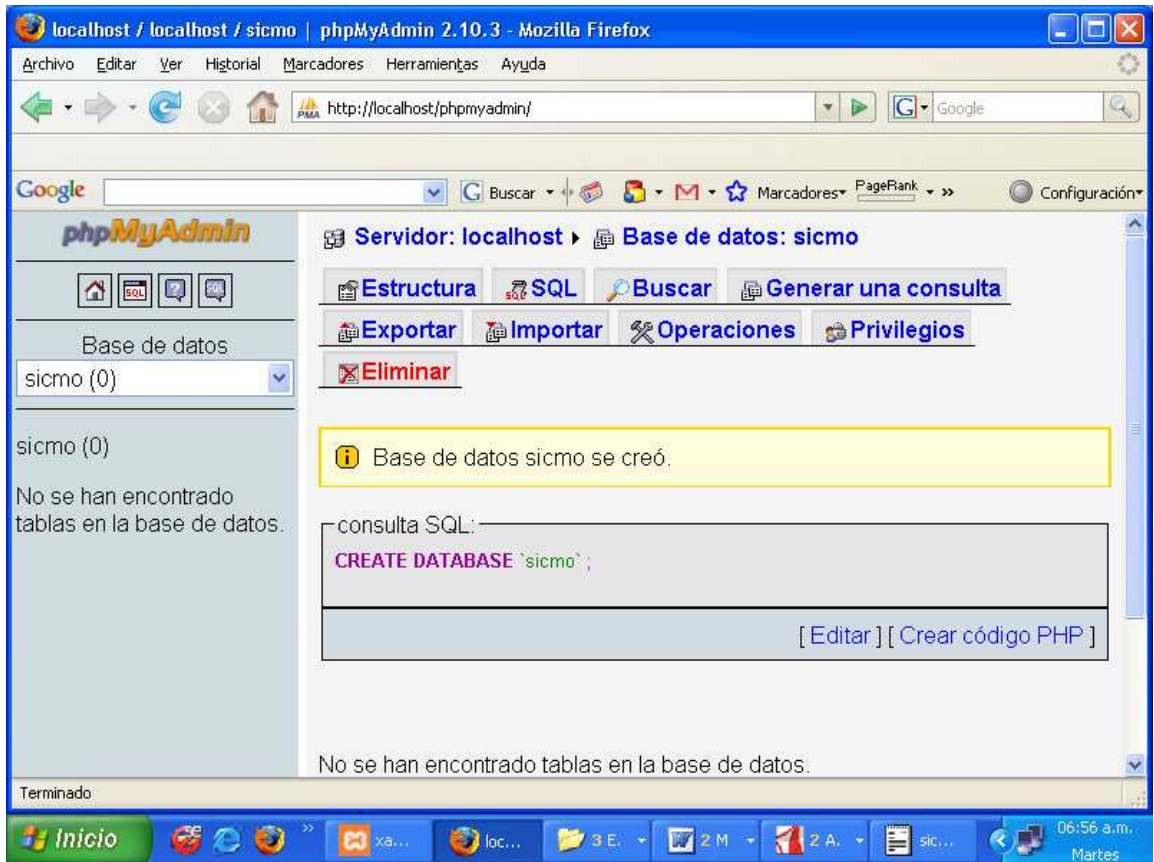 localhost / localhost / sicmo | phpMyAdmin 2.10.3 - Mozilla Firefox
Archivo Editar Ver Historial Marcadores Herramientas Ayuda
PMA http://localhost/phpmyadmin/ G Google
Google G Buscar Marcadores PageRank » Configuración
phpMyAdmin
SQL ? SQL
Base de datos
sicmo (0)
sicmo (0)
No se han encontrado
tablas en la base de datos.
Servidor: localhost Base de datos: sicmo
Estructura SQL Buscar Generar una consulta
Exportar Importar Operaciones Privilegios
Eliminar
Base de datos sicmo se creó.
consulta SQL:
CREATE DATABASE `sicmo` ;
[ Editar ] [ Crear código PHP ]
No se han encontrado tablas en la base de datos.
Terminado
Inicio » xa... loc... 3 E. 2 M 2 A. sic... 06:56 a.m.
Martes